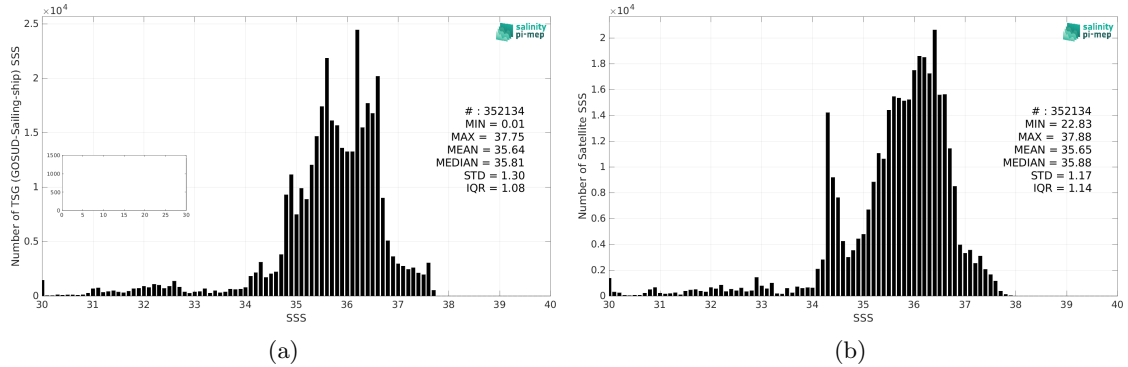 ×10⁴
salinity
pi-mep
Number of TSG (GOSUD-Sailing-ship) SSS
2.5
2
1.5
1
0.5
0
# : 352134
MIN = 0.01
MAX = 37.75
MEAN = 35.64
MEDIAN = 35.81
STD = 1.30
IQR = 1.08
1500
1000
500
0
0 5 10 15 20 25 30
30 31 32 33 34 35 36 37 38 39 40
SSS
(a)
×10⁴
salinity
pi-mep
Number of Satellite SSS
2
1.8
1.6
1.4
1.2
1
0.8
0.6
0.4
0.2
0
# : 352134
MIN = 22.83
MAX = 37.88
MEAN = 35.65
MEDIAN = 35.88
STD = 1.17
IQR = 1.14
30 31 32 33 34 35 36 37 38 39 40
SSS
(b)